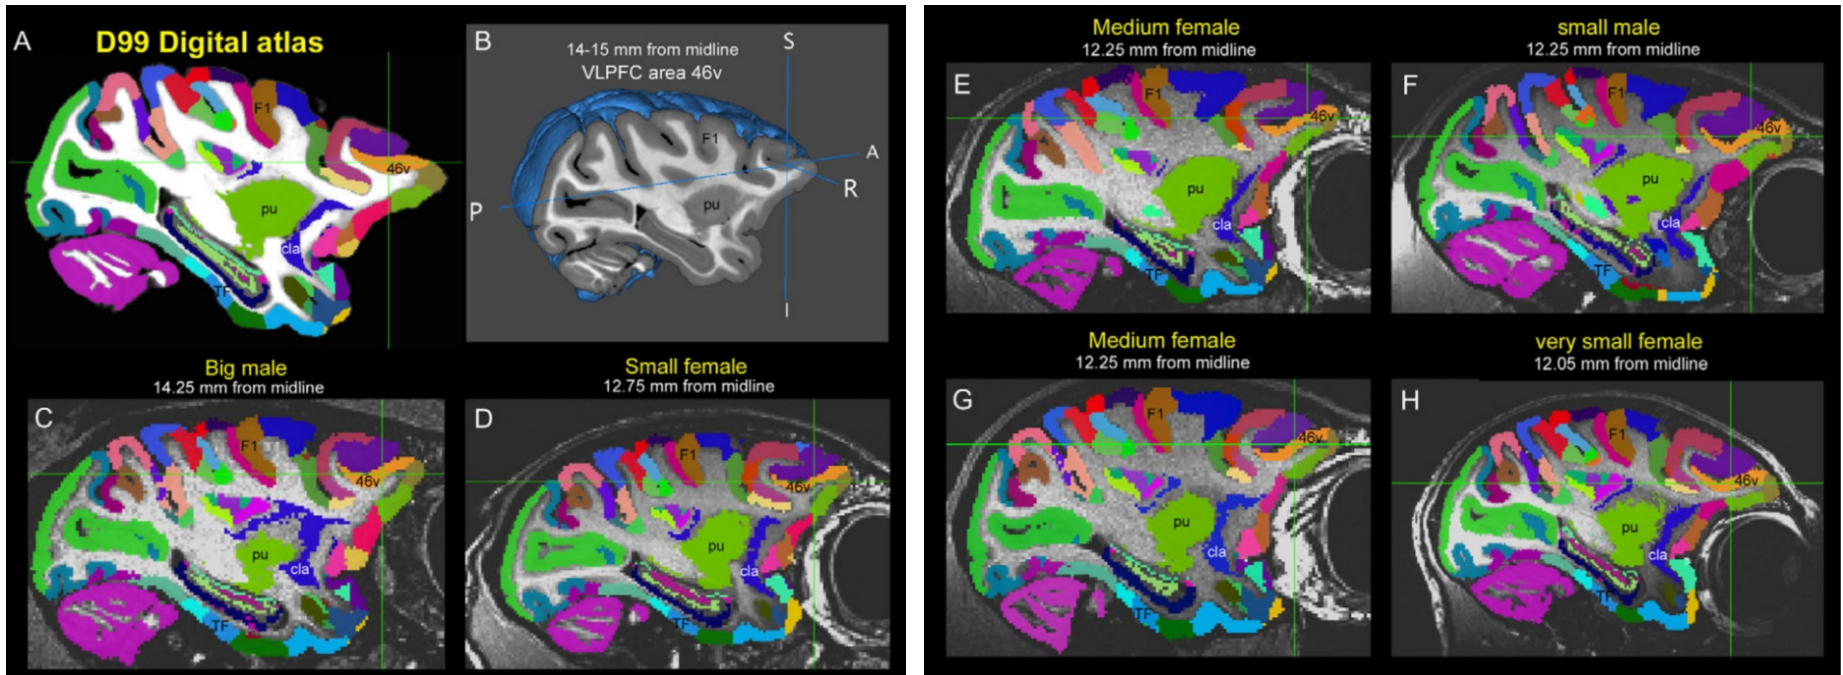 A
D99 Digital atlas
F1
46v
pu
cla
TF
B
14-15 mm from midline
VLPFC area 46v
S
F1
A
R
P
pu
I
Big male
14.25 mm from midline
C
F1
46v
pu
cla
TF
Small female
12.75 mm from midline
D
F1
46v
pu
cla
TF
Medium female
12.25 mm from midline
E
F1
46v
pu
cla
TF
small male
12.25 mm from midline
F
F1
46v
pu
cla
TF
Medium female
12.25 mm from midline
G
F1
46v
pu
cla
TF
very small female
12.05 mm from midline
H
F1
46v
pu
cla
TF